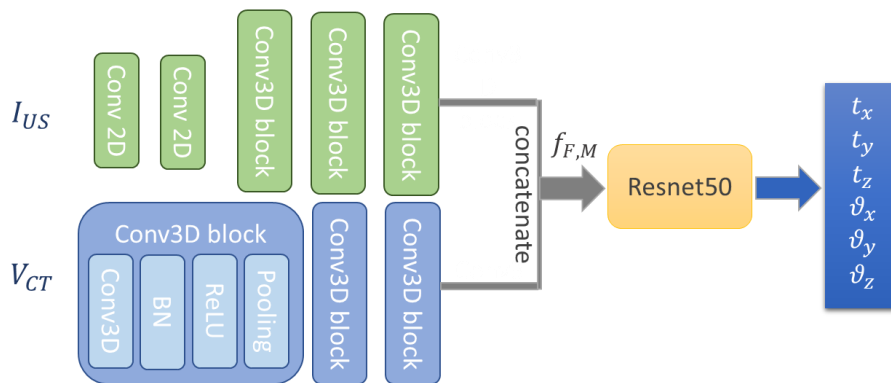 I_US
Conv 2D
Conv 2D
Conv3D block
Conv3D block
Conv3D block
V_CT
Conv3D block
Conv3D
BN
ReLU
Pooling
Conv3D block
Conv3D block
concatenate
f_F,M
Resnet50
t_x
t_y
t_z
ϑ_x
ϑ_y
ϑ_z